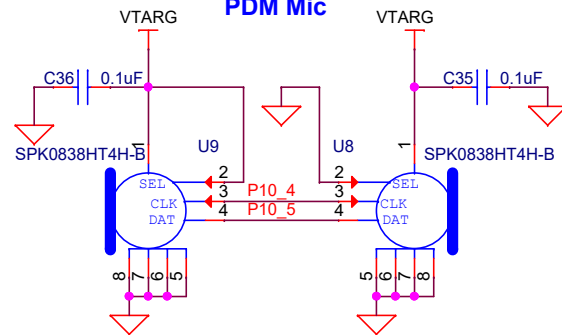 PDM Mic
VTARG VTARG
C36 0.1uF C35 0.1uF
1 1
SPK0838HT4H-B U9 U8 SPK0838HT4H-B
SEL 2 2 SEL
CLK 3 P10_4 3 CLK
DAT 4 P10_5 4 DAT
8 7 6 5 5 6 7 8